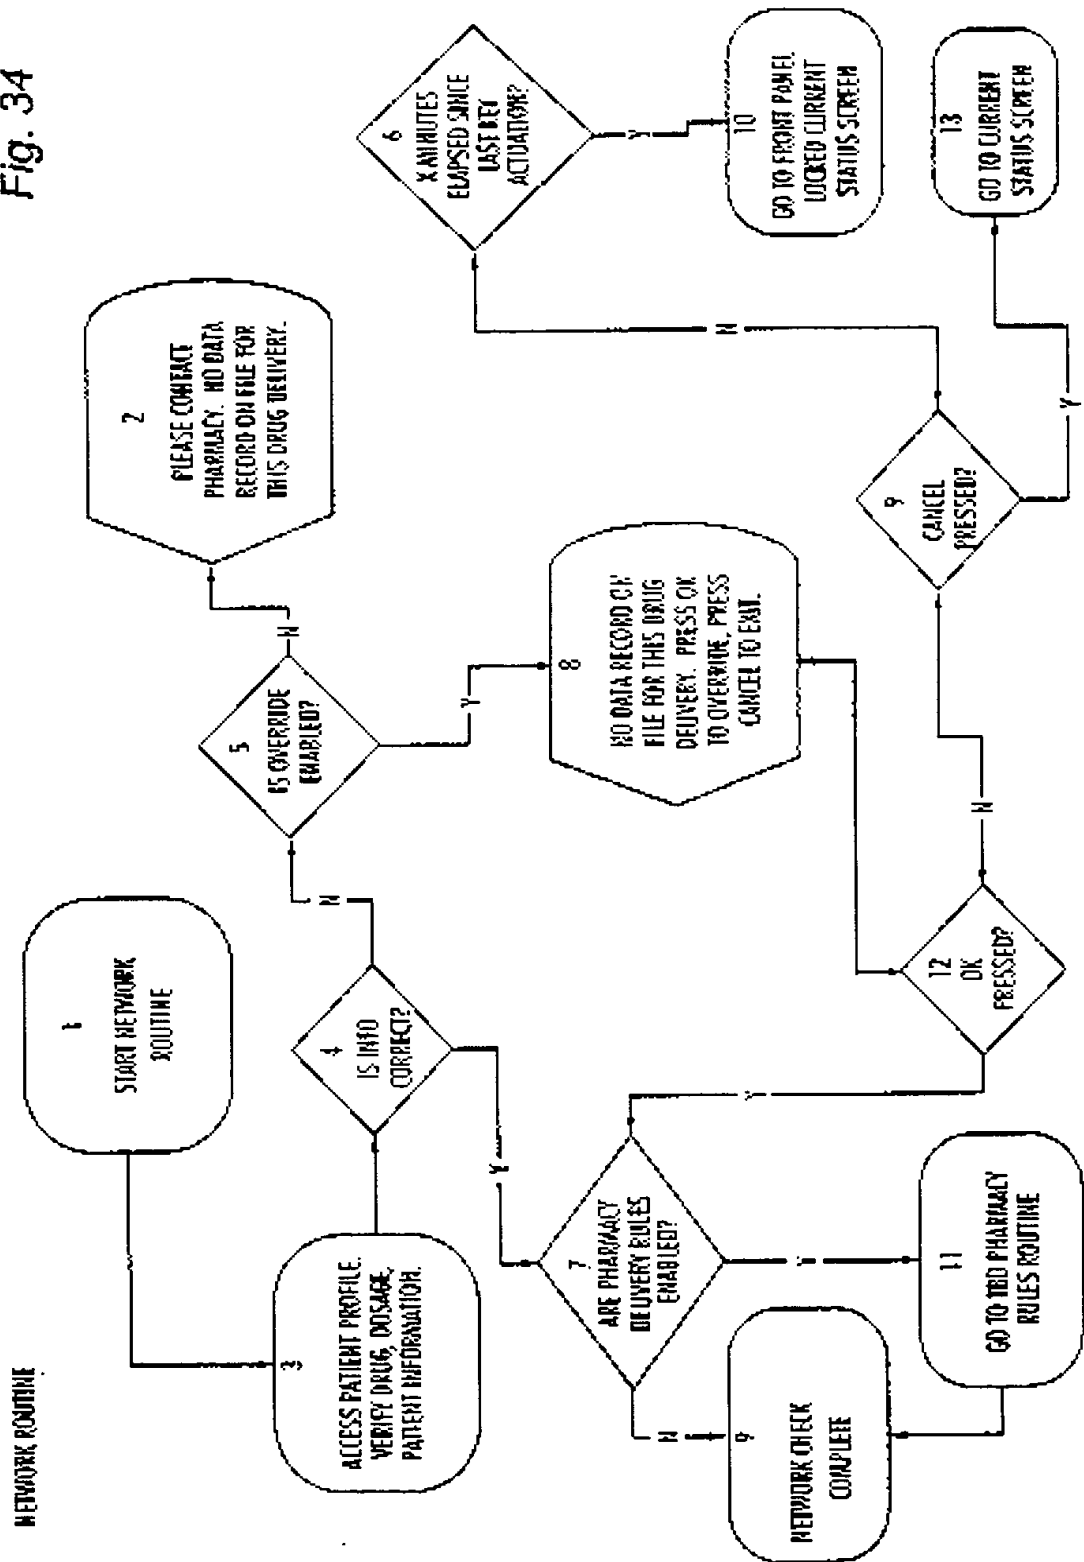 Fig. 34
NETWORK ROUTINE
1
START NETWORK
ROUTINE
2
PLEASE CONTACT
PHARMACY. NO DATA
RECORD ON FILE FOR
THIS DRUG DELIVERY.
3
ACCESS PATIENT PROFILE.
VERIFY DRUG, DOSAGE,
PATIENT INFORMATION.
4
IS INFO
CORRECT?
N
Y
5
IS OVERRIDE
ENABLED?
N
Y
6
X MINUTES
ELAPSED SINCE
LAST KEY
ACTUATION?
Y
7
ARE PHARMACY
DELIVERY RULES
ENABLED?
N
Y
8
NO DATA RECORD ON
FILE FOR THIS DRUG
DELIVERY. PRESS OK
TO OVERRIDE, PRESS
CANCEL TO EXIT.
9
CANCEL
PRESSED?
N
Y
9
NETWORK CHECK
COMPLETE
10
GO TO FRONT PANEL
LOCKED CURRENT
STATUS SCREEN
11
GO TO TBD PHARMACY
RULES ROUTINE
12
OK
PRESSED?
Y
N
13
GO TO CURRENT
STATUS SCREEN